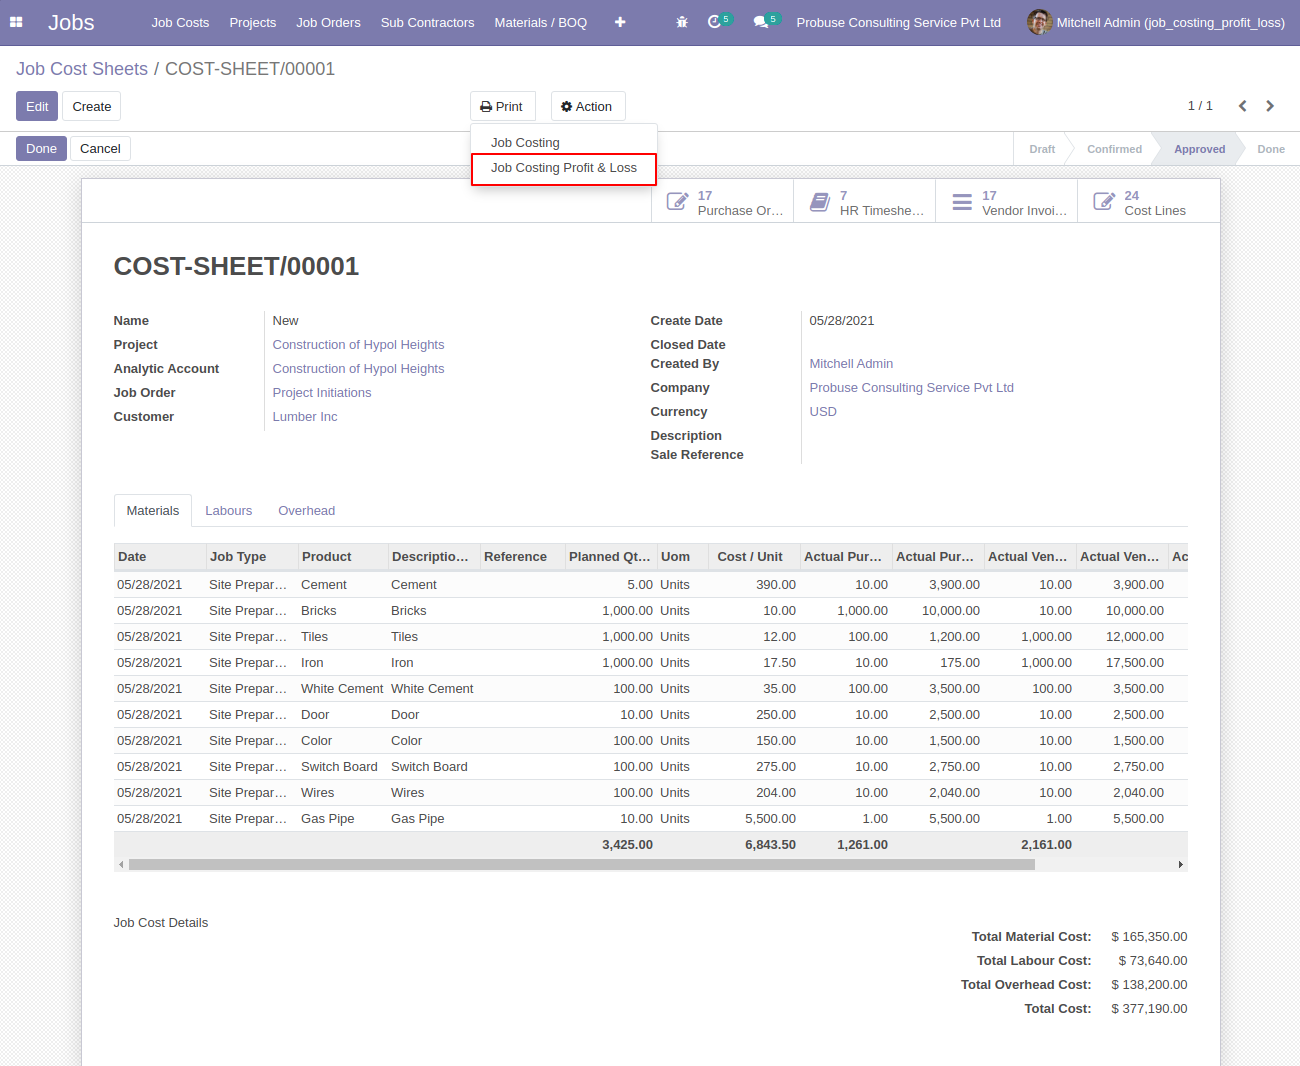 Jobs Job Costs Projects Job Orders Sub Contractors Materials / BOQ 5 5 Probuse Consulting Service Pvt Ltd Mitchell Admin (job_costing_profit_loss)
Job Cost Sheets / COST-SHEET/00001
Edit Create Print Action 1 / 1
Done Cancel Draft Confirmed Approved Done
Job Costing
Job Costing Profit & Loss
17 7 17 24
Purchase Or... HR Timeshe... Vendor Invoi... Cost Lines
COST-SHEET/00001
Name New Create Date 05/28/2021
Project Construction of Hypol Heights Closed Date
Analytic Account Construction of Hypol Heights Created By Mitchell Admin
Job Order Project Initiations Company Probuse Consulting Service Pvt Ltd
Customer Lumber Inc Currency USD
Description
Sale Reference
Materials Labours Overhead
Date Job Type Product Descriptio... Reference Planned Qt... Uom Cost / Unit Actual Pur... Actual Pur... Actual Ven... Actual Ven... Ac
05/28/2021 Site Prepar... Cement Cement 5.00 Units 390.00 10.00 3,900.00 10.00 3,900.00
05/28/2021 Site Prepar... Bricks Bricks 1,000.00 Units 10.00 1,000.00 10,000.00 10.00 10,000.00
05/28/2021 Site Prepar... Tiles Tiles 1,000.00 Units 12.00 100.00 1,200.00 1,000.00 12,000.00
05/28/2021 Site Prepar... Iron Iron 1,000.00 Units 17.50 10.00 175.00 1,000.00 17,500.00
05/28/2021 Site Prepar... White Cement White Cement 100.00 Units 35.00 100.00 3,500.00 100.00 3,500.00
05/28/2021 Site Prepar... Door Door 10.00 Units 250.00 10.00 2,500.00 10.00 2,500.00
05/28/2021 Site Prepar... Color Color 100.00 Units 150.00 10.00 1,500.00 10.00 1,500.00
05/28/2021 Site Prepar... Switch Board Switch Board 100.00 Units 275.00 10.00 2,750.00 10.00 2,750.00
05/28/2021 Site Prepar... Wires Wires 100.00 Units 204.00 10.00 2,040.00 10.00 2,040.00
05/28/2021 Site Prepar... Gas Pipe Gas Pipe 10.00 Units 5,500.00 1.00 5,500.00 1.00 5,500.00
3,425.00 6,843.50 1,261.00 2,161.00
Job Cost Details
Total Material Cost: $ 165,350.00
Total Labour Cost: $ 73,640.00
Total Overhead Cost: $ 138,200.00
Total Cost: $ 377,190.00